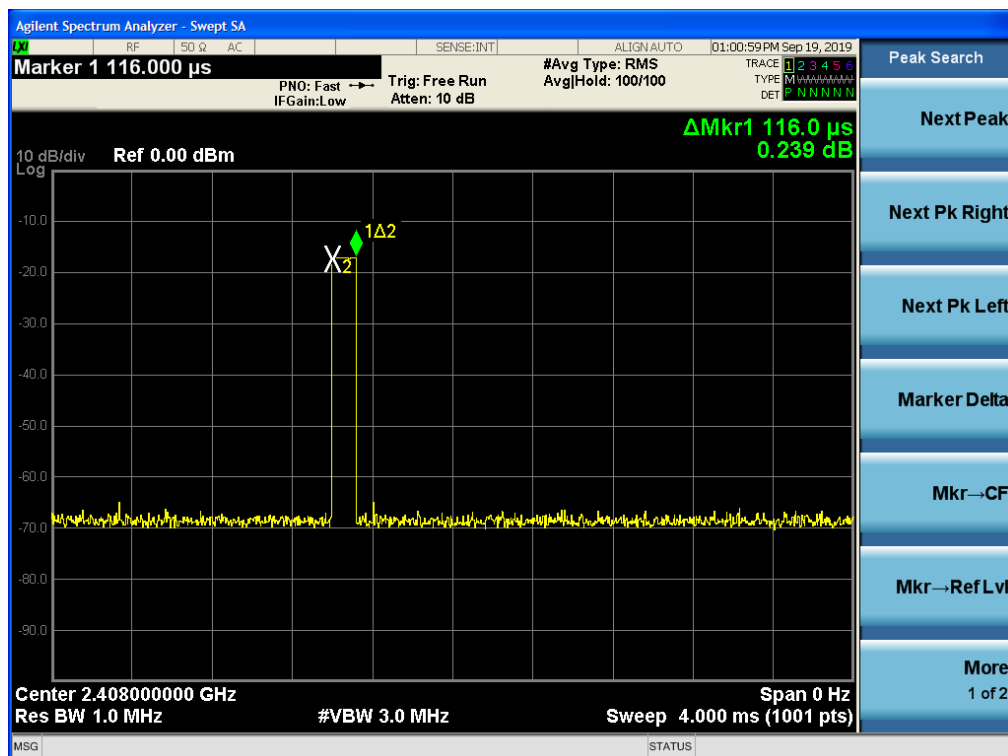 Agilent Spectrum Analyzer - Swept SA
LXI RF 50 Ω AC SENSE:INT ALIGN AUTO 01:00:59 PM Sep 19, 2019
Marker 1 116.000 µs
PNO: Fast
IFGain:Low
Trig: Free Run
Atten: 10 dB
#Avg Type: RMS
Avg|Hold: 100/100
TRACE 1 2 3 4 5 6
TYPE M
DET P N N N N N
Peak Search
Next Peak
Next Pk Right
Next Pk Left
Marker Delta
Mkr→CF
Mkr→Ref Lvl
More
1 of 2
ΔMkr1 116.0 µs
0.239 dB
10 dB/div Ref 0.00 dBm
Log
-10.0
-20.0
-30.0
-40.0
-50.0
-60.0
-70.0
-80.0
-90.0
1Δ2
X2
Center 2.408000000 GHz Span 0 Hz
Res BW 1.0 MHz #VBW 3.0 MHz Sweep 4.000 ms (1001 pts)
MSG STATUS